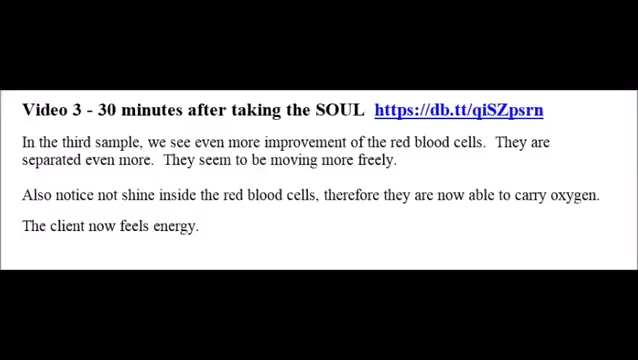 Video 3 - 30 minutes after taking the SOUL https://db.tt/qiSZpsrn
In the third sample, we see even more improvement of the red blood cells. They are
separated even more. They seem to be moving more freely.
Also notice not shine inside the red blood cells, therefore they are now able to carry oxygen.
The client now feels energy.